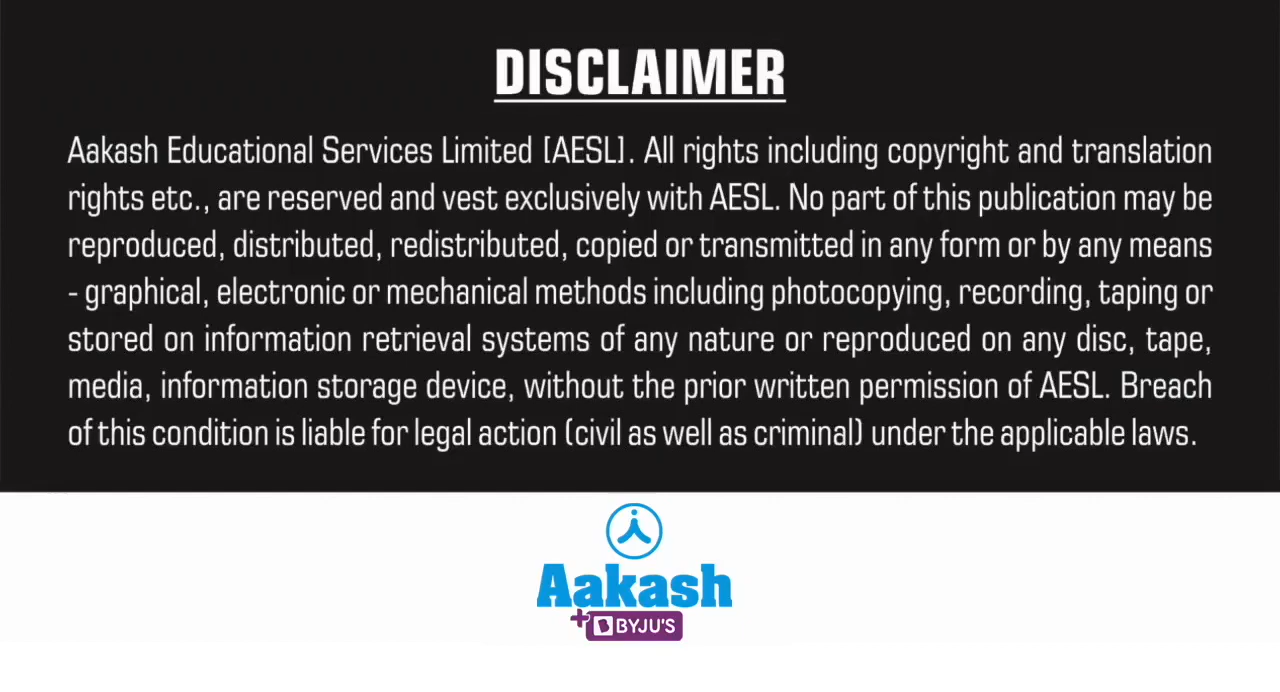 DISCLAIMER
Aakash Educational Services Limited [AESL]. All rights including copyright and translation
rights etc., are reserved and vest exclusively with AESL. No part of this publication may be
reproduced, distributed, redistributed, copied or transmitted in any form or by any means
- graphical, electronic or mechanical methods including photocopying, recording, taping or
stored on information retrieval systems of any nature or reproduced on any disc, tape,
media, information storage device, without the prior written permission of AESL. Breach
of this condition is liable for legal action (civil as well as criminal) under the applicable laws.
Aakash
+ BYJU'S